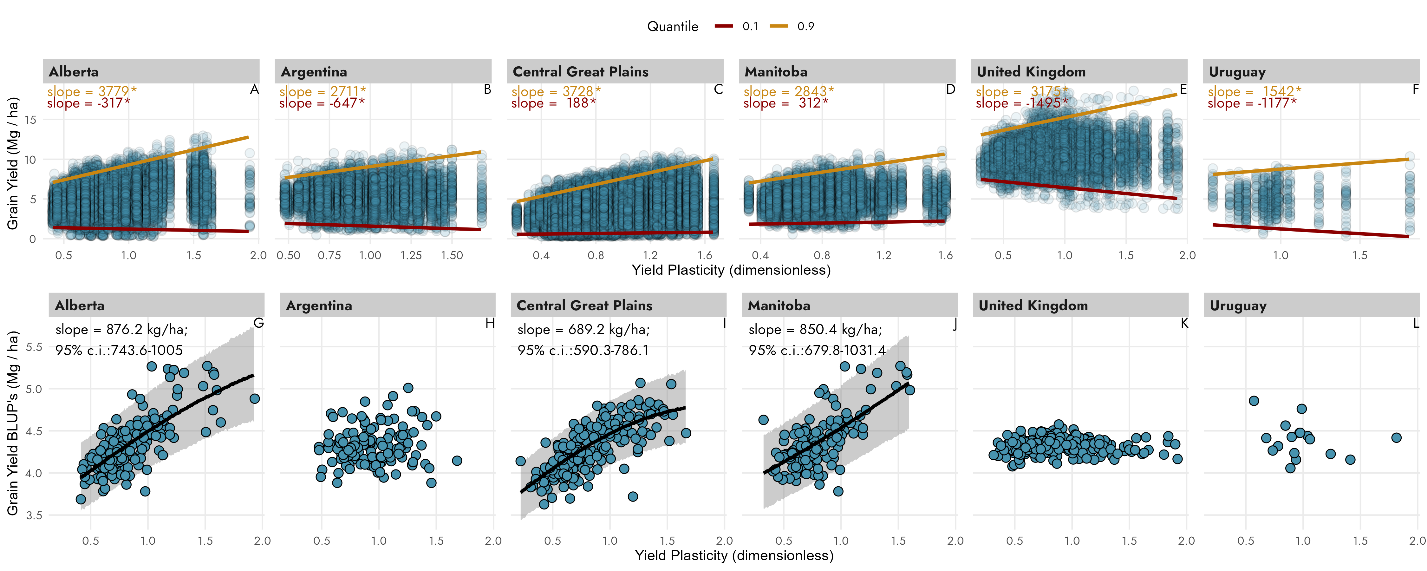 Quantile 0.1 0.9
Alberta Argentina Central Great Plains Manitoba United Kingdom Uruguay
slope = 3779* A slope = 2711* B slope = 3728* C slope = 2843* D slope = 3175* E slope = 1542* F
slope = -317* slope = -647* slope = 188* slope = 312* slope = -1495* slope = -1177*
Grain Yield (Mg / ha)
15
10
5
0
0.5 1.0 1.5 2.0 0.50 0.75 1.00 1.25 1.50 0.4 0.8 1.2 1.6 0.4 0.8 1.2 1.6 0.5 1.0 1.5 2.0 1.0 1.5
Yield Plasticity (dimensionless)
Alberta Argentina Central Great Plains Manitoba United Kingdom Uruguay
G H I J K L
slope = 876.2 kg/ha; slope = 689.2 kg/ha; slope = 850.4 kg/ha;
95% c.i.:743.6-1005 95% c.i.:590.3-786.1 95% c.i.:679.8-1031.4
Grain Yield BLUP's (Mg / ha)
5.5
5.0
4.5
4.0
3.5
0.5 1.0 1.5 2.0 0.5 1.0 1.5 2.0 0.5 1.0 1.5 2.0 0.5 1.0 1.5 2.0 0.5 1.0 1.5 2.0 0.5 1.0 1.5 2.0
Yield Plasticity (dimensionless)